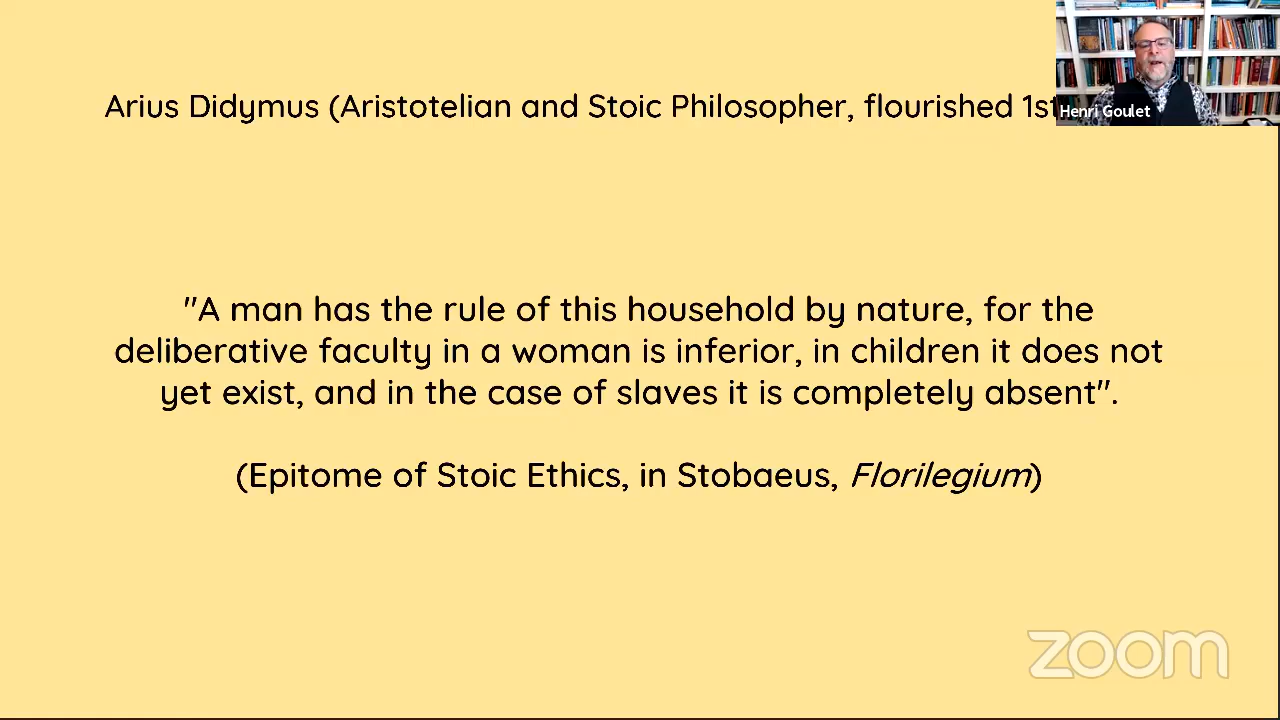 Arius Didymus (Aristotelian and Stoic Philosopher, flourished 1st
Henri Goulet
"A man has the rule of this household by nature, for the
deliberative faculty in a woman is inferior, in children it does not
yet exist, and in the case of slaves it is completely absent".
(Epitome of Stoic Ethics, in Stobaeus, Florilegium)
zoom